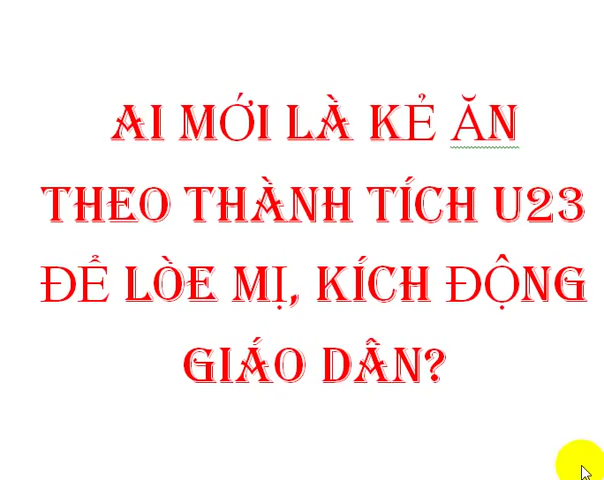 AI MỚI LÀ KẺ ĂN
THEO THÀNH TÍCH U23
ĐỂ LÒE MỊ, KÍCH ĐỘNG
GIÁO DÂN?